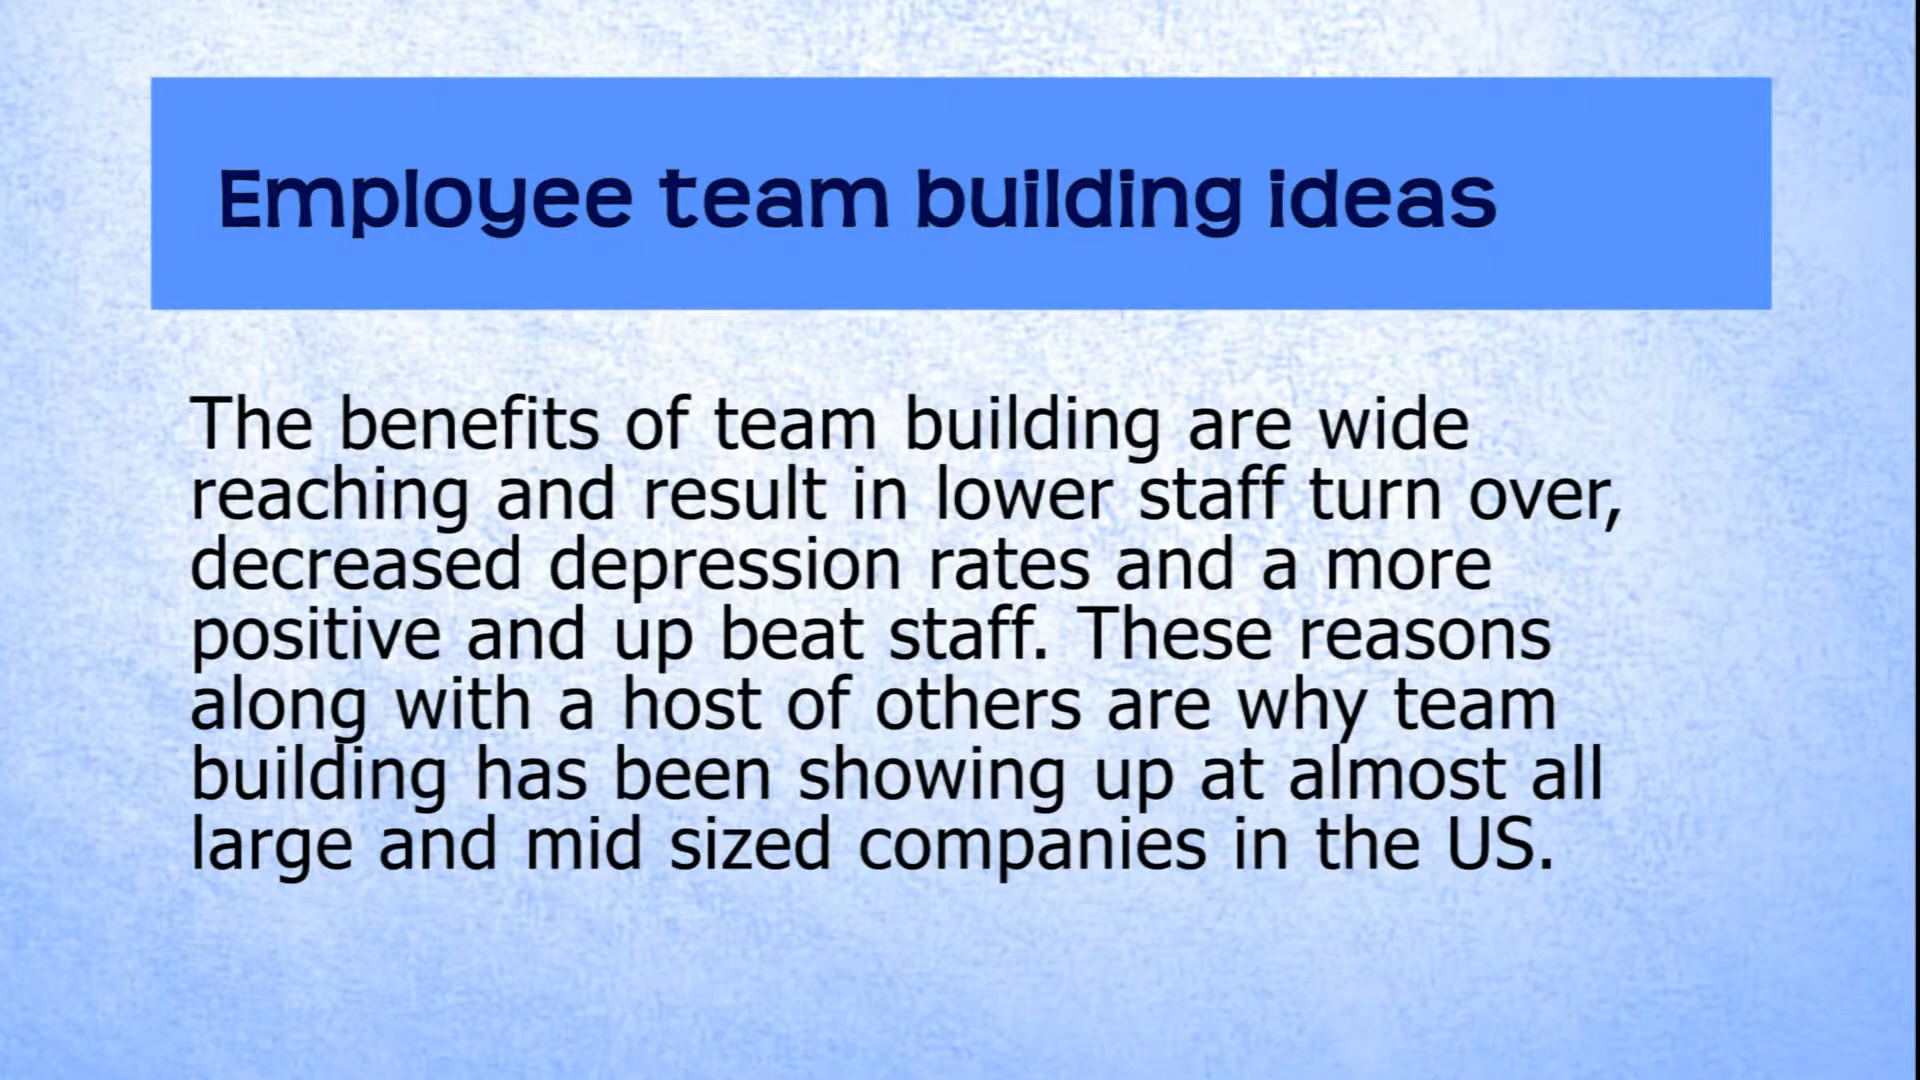 Employee team building ideas
The benefits of team building are wide
reaching and result in lower staff turn over,
decreased depression rates and a more
positive and up beat staff. These reasons
along with a host of others are why team
building has been showing up at almost all
large and mid sized companies in the US.